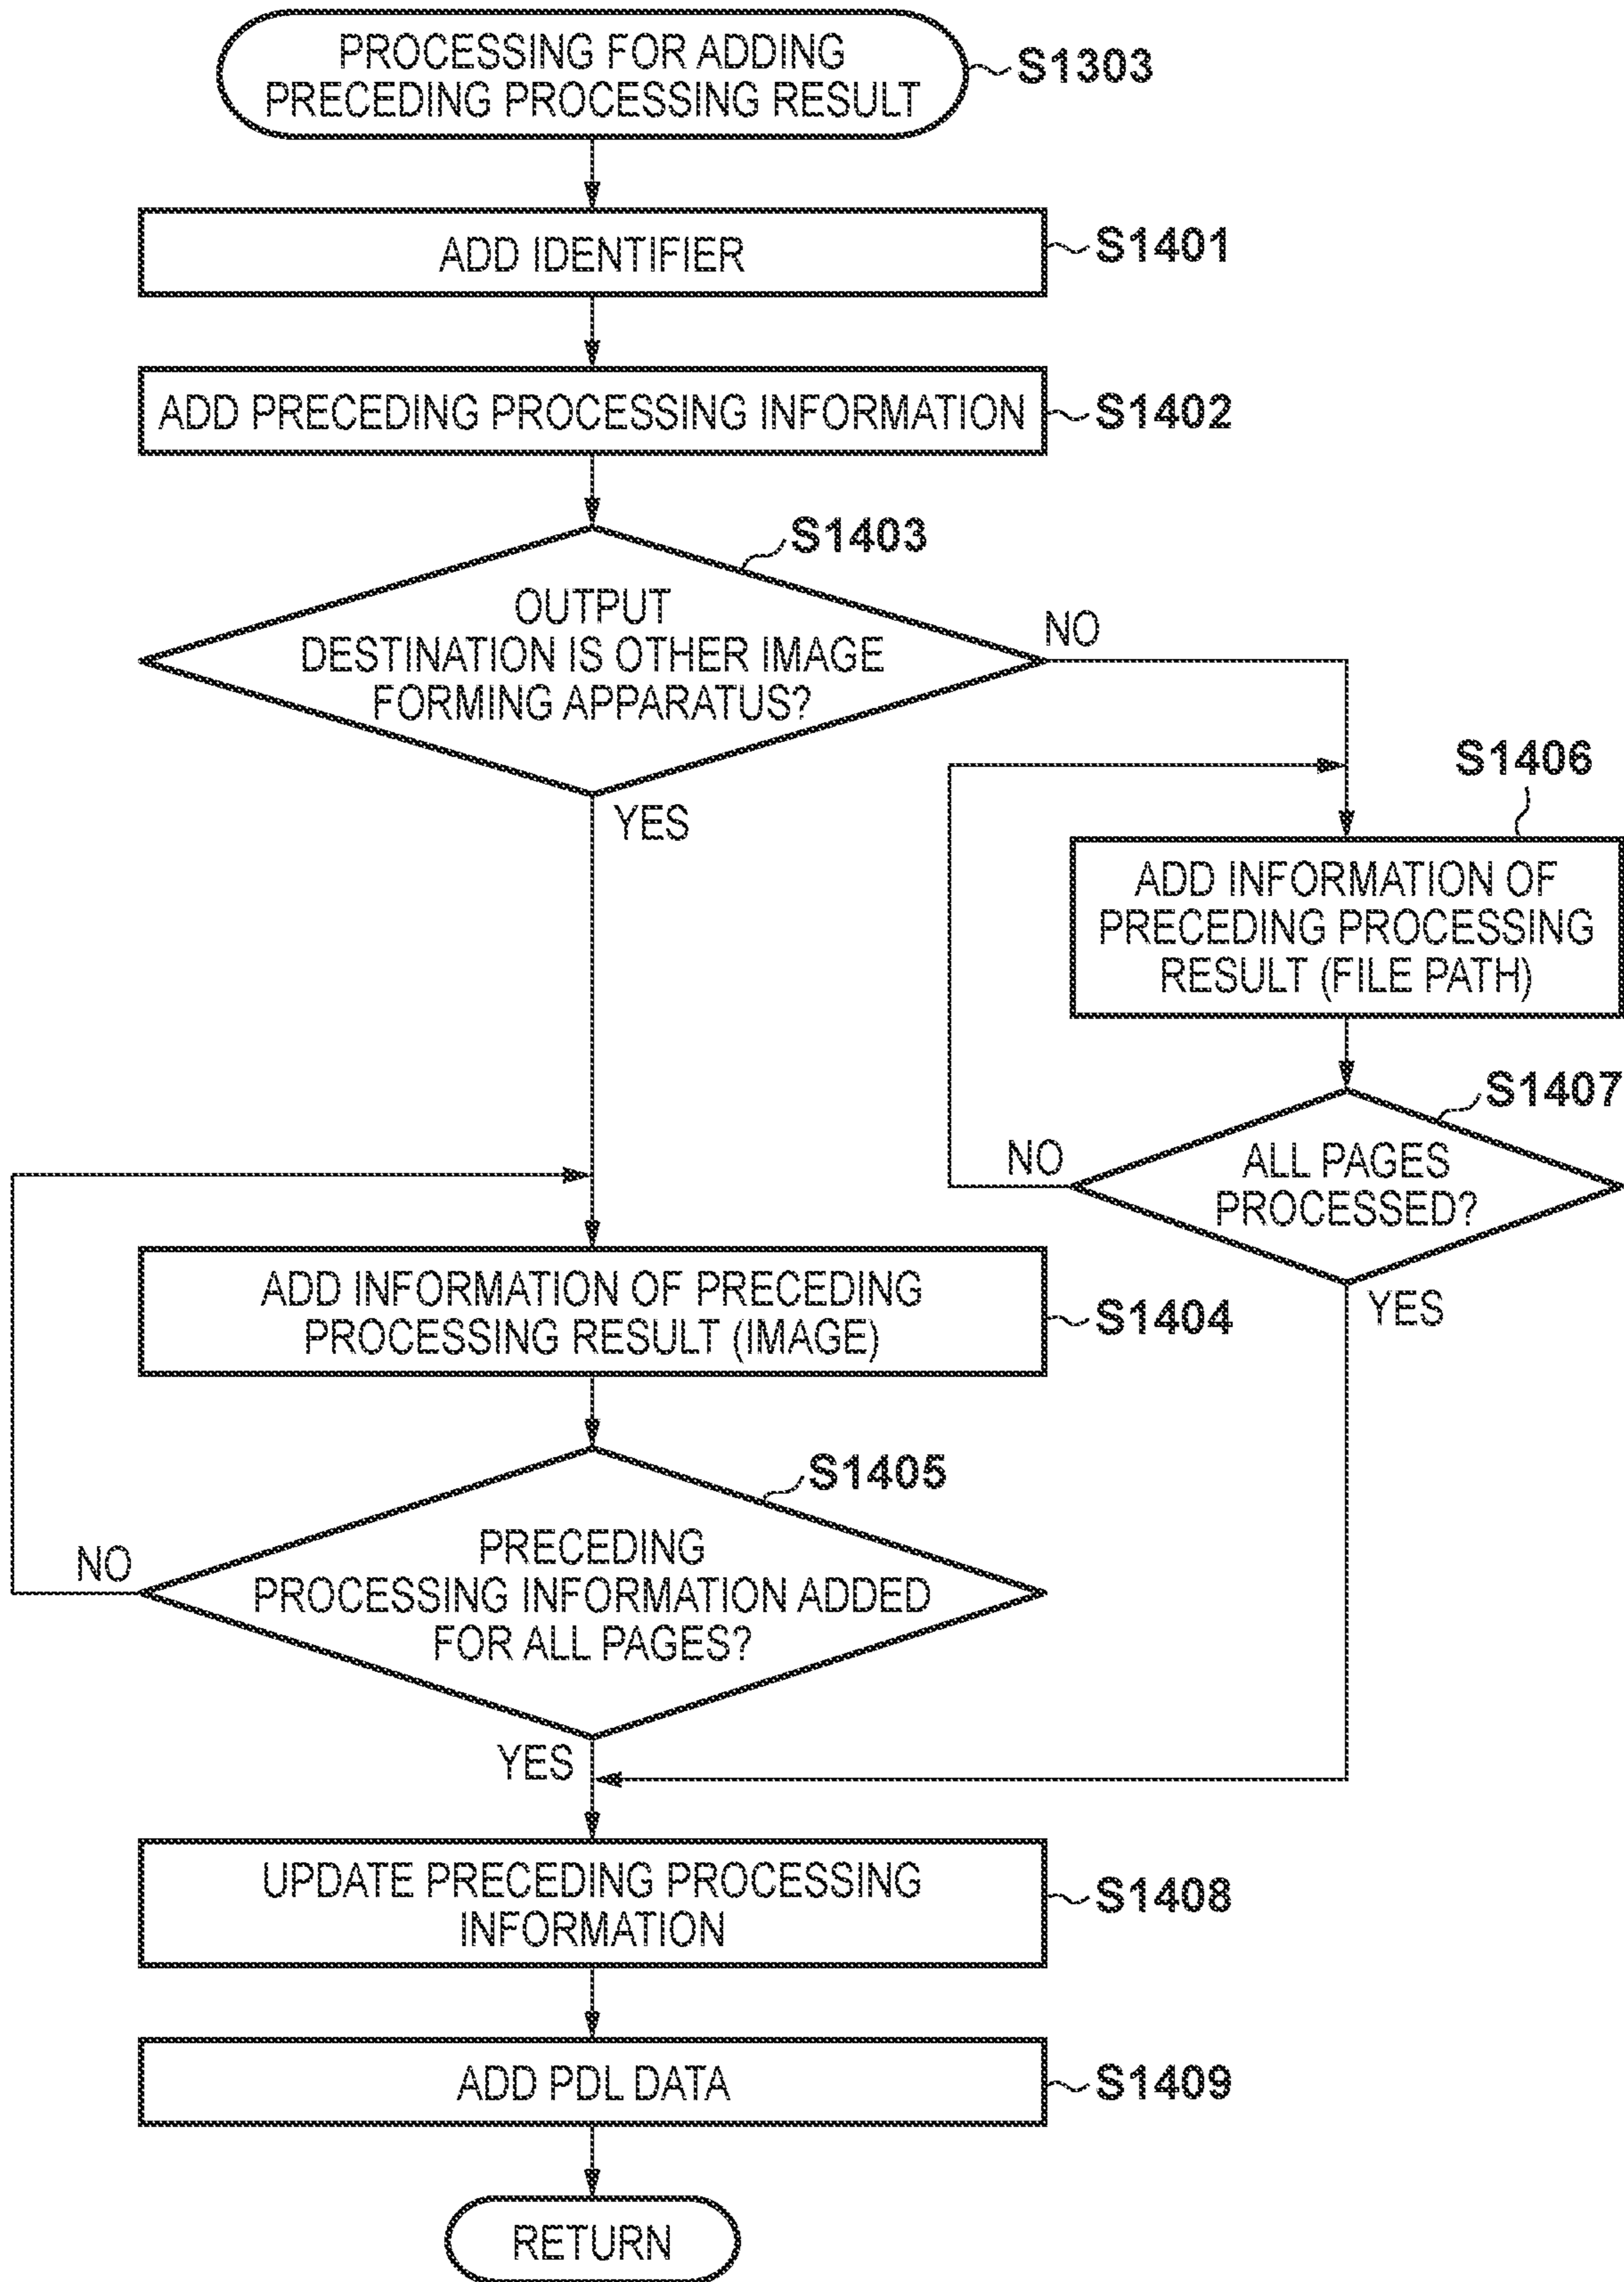 PROCESSING FOR ADDING
PRECEDING PROCESSING RESULT
S1303
ADD IDENTIFIER
S1401
ADD PRECEDING PROCESSING INFORMATION
S1402
S1403
OUTPUT
DESTINATION IS OTHER IMAGE
FORMING APPARATUS?
NO
YES
S1406
ADD INFORMATION OF
PRECEDING PROCESSING
RESULT (FILE PATH)
S1407
ALL PAGES
PROCESSED?
NO
YES
ADD INFORMATION OF PRECEDING
PROCESSING RESULT (IMAGE)
S1404
S1405
PRECEDING
PROCESSING INFORMATION ADDED
FOR ALL PAGES?
NO
YES
UPDATE PRECEDING PROCESSING
INFORMATION
S1408
ADD PDL DATA
S1409
RETURN